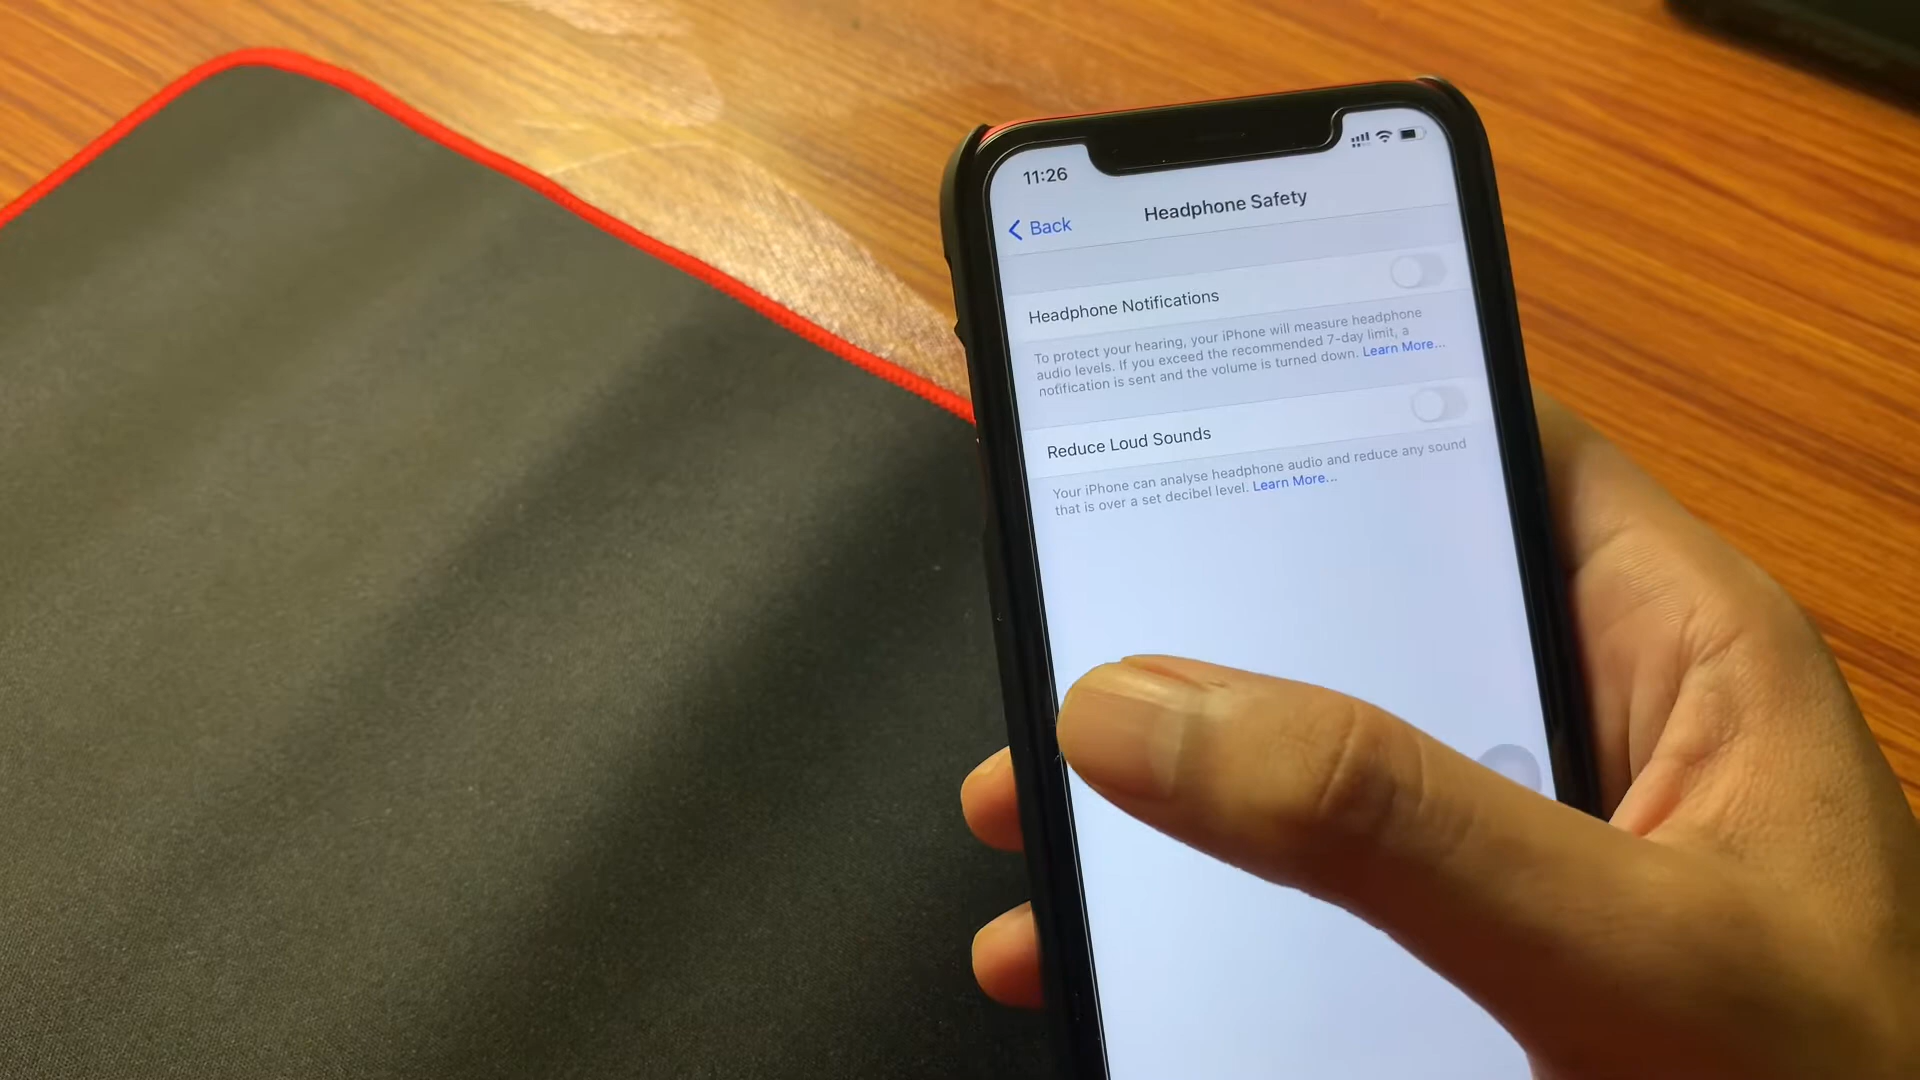 11:26
Back
Headphone Safety
Headphone Notifications
To protect your hearing, your iPhone will measure headphone
audio levels. If you exceed the recommended 7-day limit, a
notification is sent and the volume is turned down. Learn More...
Reduce Loud Sounds
Your iPhone can analyse headphone audio and reduce any sound
that is over a set decibel level. Learn More...